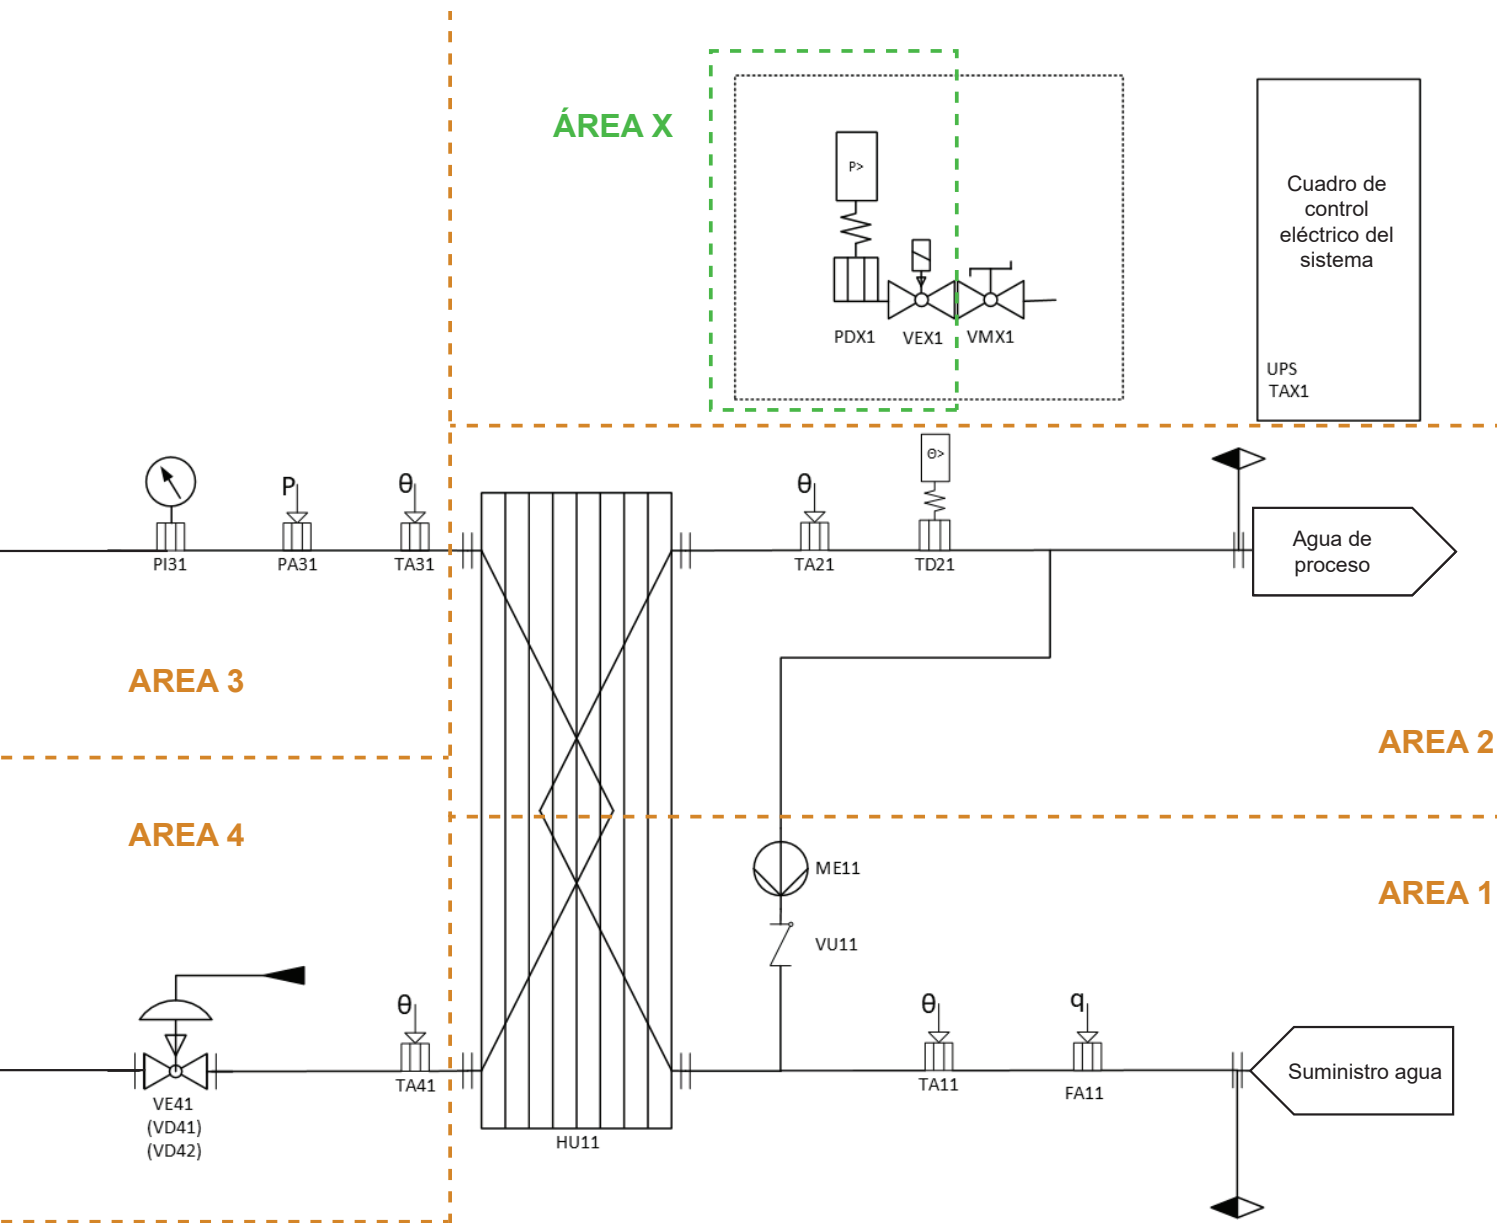 ÁREA X
P>
PDX1
VEX1
VMX1
Cuadro de
control
eléctrico del
sistema
UPS
TAX1
P
θ
PI31
PA31
TA31
θ
Θ>
TA21
TD21
Agua de
proceso
AREA 3
AREA 2
AREA 4
AREA 1
ME11
VU11
θ
TA41
VE41
(VD41)
(VD42)
HU11
θ
q
TA11
FA11
Suministro agua